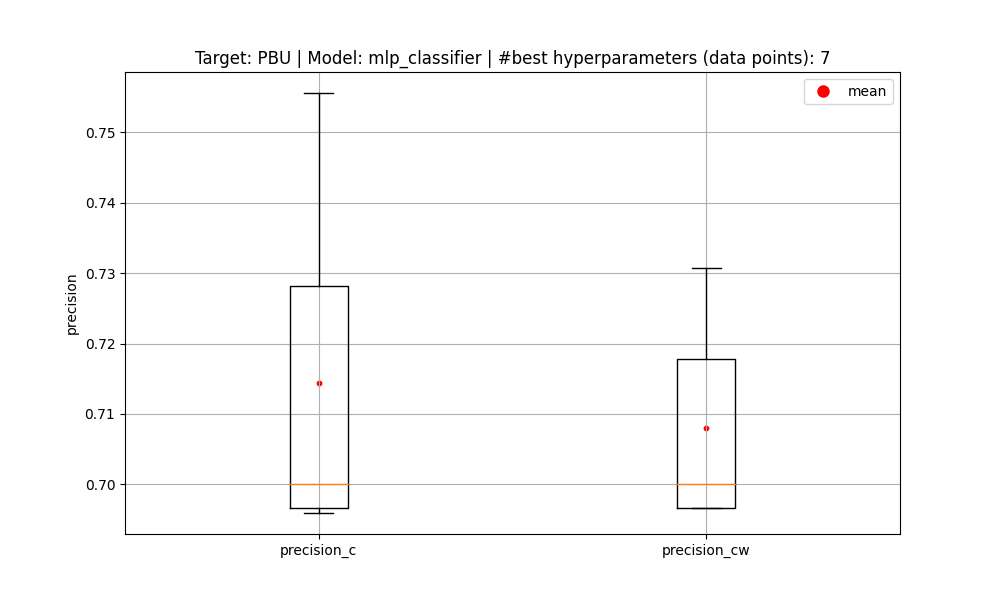 Target: PBU | Model: mlp_classifier | #best hyperparameters (data points): 7
mean
0.75
0.74
0.73
0.72
0.71
0.70
precision
precision_c
precision_cw